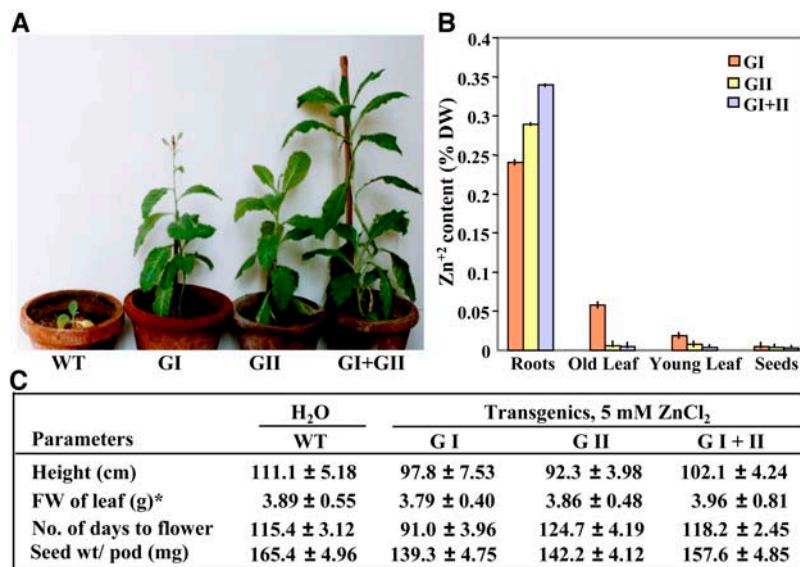 A
WT GI GII GI+GII
B
0.4
0.35
0.3
0.25
0.2
0.15
0.1
0.05
0
Zn+2 content (% DW)
GI
GII
GI+II
Roots Old Leaf Young Leaf Seeds
C
H2O Transgenics, 5 mM ZnCl2
Parameters WT G I G II G I + II
Height (cm) 111.1 ± 5.18 97.8 ± 7.53 92.3 ± 3.98 102.1 ± 4.24
FW of leaf (g)* 3.89 ± 0.55 3.79 ± 0.40 3.86 ± 0.48 3.96 ± 0.81
No. of days to flower 115.4 ± 3.12 91.0 ± 3.96 124.7 ± 4.19 118.2 ± 2.45
Seed wt/ pod (mg) 165.4 ± 4.96 139.3 ± 4.75 142.2 ± 4.12 157.6 ± 4.85